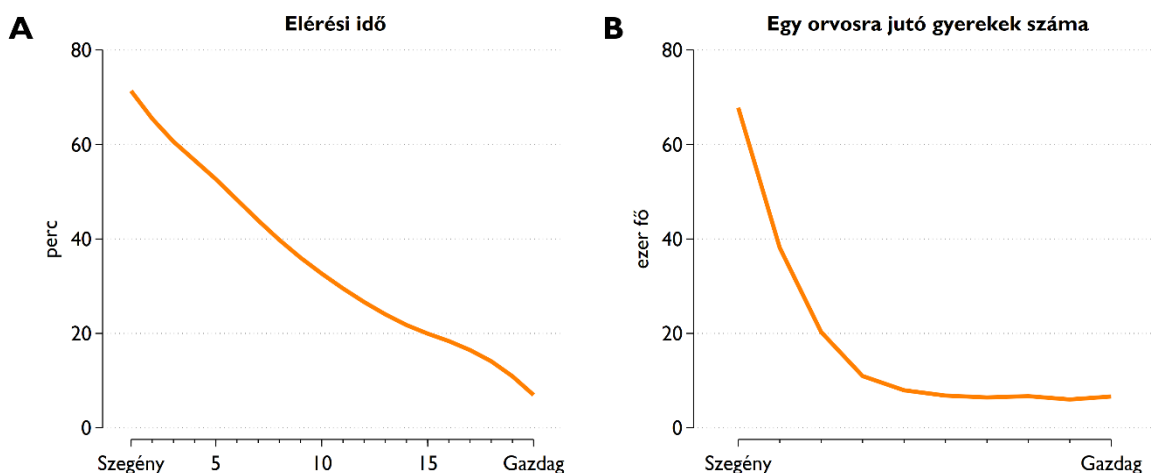 A
Elérési idő
80
60
40
20
0
perc
Szegény 5 10 15 Gazdag
B
Egy orvosra jutó gyerekek száma
80
60
40
20
0
ezer fő
Szegény Gazdag